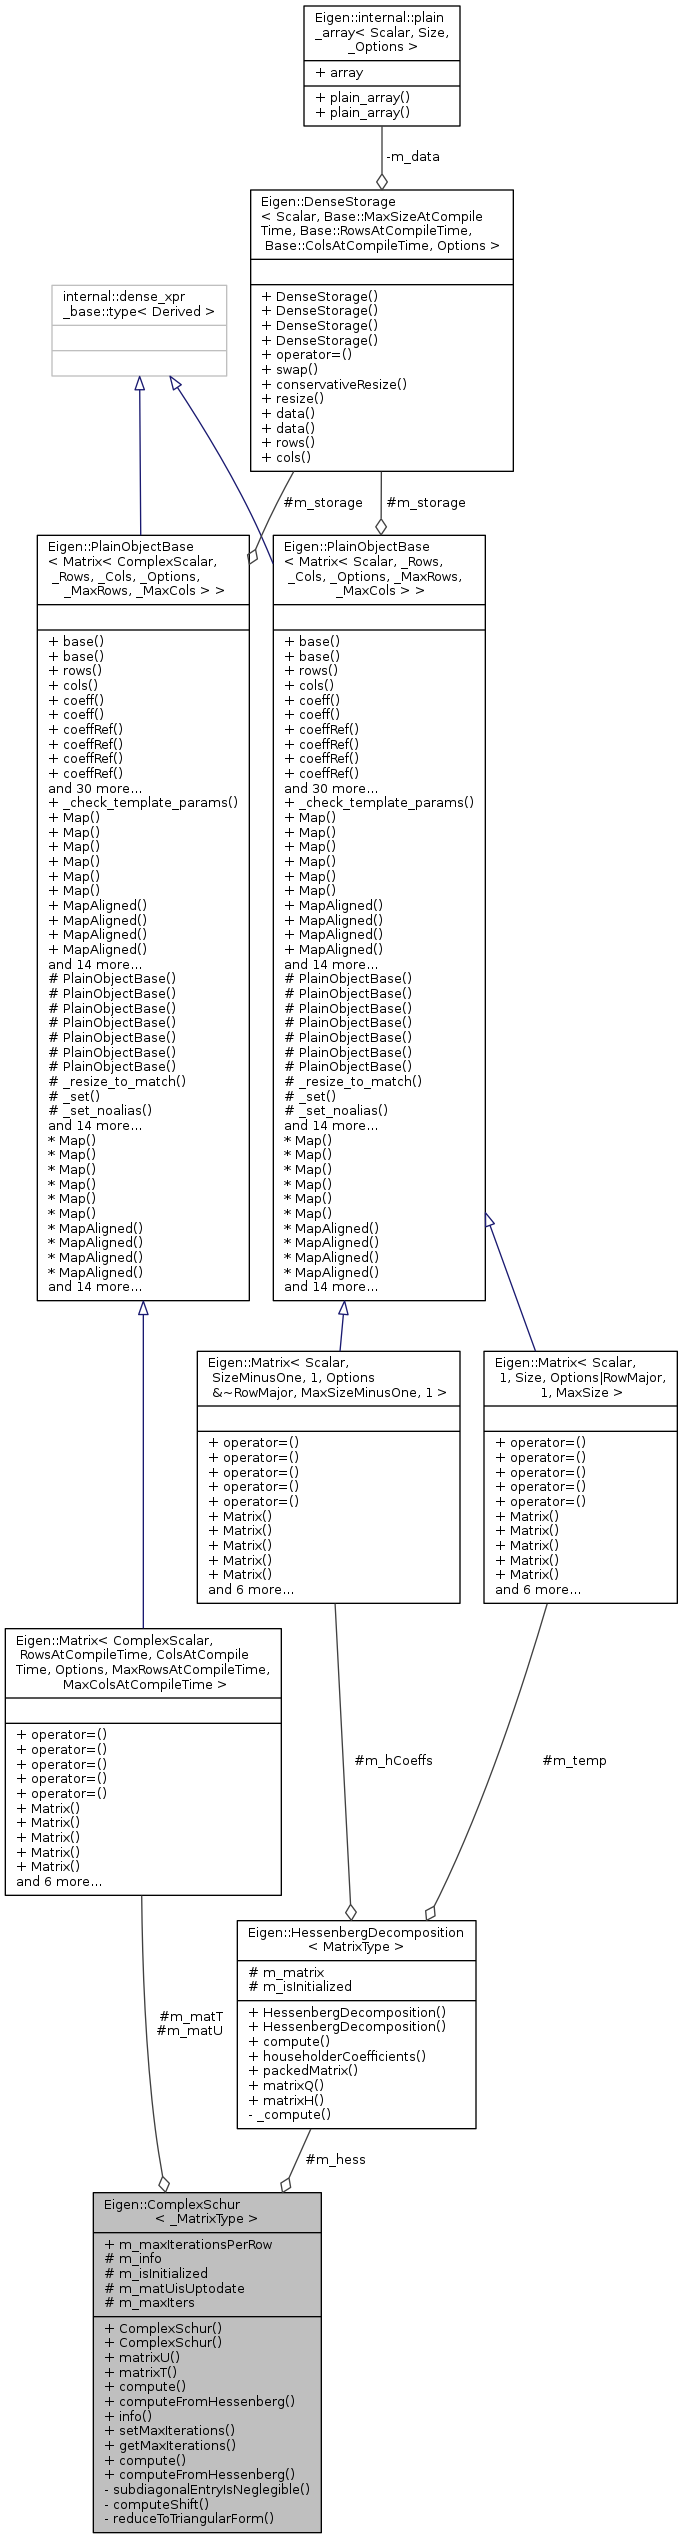 Eigen::internal::plain
_array< Scalar, Size,
_Options >
+ array
+ plain_array()
+ plain_array()
-m_data
Eigen::DenseStorage
< Scalar, Base::MaxSizeAtCompile
Time, Base::RowsAtCompileTime,
Base::ColsAtCompileTime, Options >
+ DenseStorage()
+ DenseStorage()
+ DenseStorage()
+ DenseStorage()
+ operator=()
+ swap()
+ conservativeResize()
+ resize()
+ data()
+ data()
+ rows()
+ cols()
internal::dense_xpr
_base::type< Derived >
#m_storage
#m_storage
Eigen::PlainObjectBase
< Matrix< ComplexScalar,
_Rows, _Cols, _Options,
_MaxRows, _MaxCols > >
+ base()
+ base()
+ rows()
+ cols()
+ coeff()
+ coeff()
+ coeffRef()
+ coeffRef()
+ coeffRef()
+ coeffRef()
and 30 more...
+ _check_template_params()
+ Map()
+ Map()
+ Map()
+ Map()
+ Map()
+ Map()
+ MapAligned()
+ MapAligned()
+ MapAligned()
+ MapAligned()
and 14 more...
# PlainObjectBase()
# PlainObjectBase()
# PlainObjectBase()
# PlainObjectBase()
# PlainObjectBase()
# PlainObjectBase()
# PlainObjectBase()
# _resize_to_match()
# _set()
# _set_noalias()
and 14 more...
* Map()
* Map()
* Map()
* Map()
* Map()
* Map()
* MapAligned()
* MapAligned()
* MapAligned()
* MapAligned()
and 14 more...
Eigen::PlainObjectBase
< Matrix< Scalar, _Rows,
_Cols, _Options, _MaxRows,
_MaxCols > >
+ base()
+ base()
+ rows()
+ cols()
+ coeff()
+ coeff()
+ coeffRef()
+ coeffRef()
+ coeffRef()
+ coeffRef()
and 30 more...
+ _check_template_params()
+ Map()
+ Map()
+ Map()
+ Map()
+ Map()
+ Map()
+ MapAligned()
+ MapAligned()
+ MapAligned()
+ MapAligned()
and 14 more...
# PlainObjectBase()
# PlainObjectBase()
# PlainObjectBase()
# PlainObjectBase()
# PlainObjectBase()
# PlainObjectBase()
# PlainObjectBase()
# _resize_to_match()
# _set()
# _set_noalias()
and 14 more...
* Map()
* Map()
* Map()
* Map()
* Map()
* Map()
* MapAligned()
* MapAligned()
* MapAligned()
* MapAligned()
and 14 more...
Eigen::Matrix< Scalar,
SizeMinusOne, 1, Options
&~RowMajor, MaxSizeMinusOne, 1 >
+ operator=()
+ operator=()
+ operator=()
+ operator=()
+ operator=()
+ Matrix()
+ Matrix()
+ Matrix()
+ Matrix()
+ Matrix()
and 6 more...
Eigen::Matrix< Scalar,
1, Size, Options|RowMajor,
1, MaxSize >
+ operator=()
+ operator=()
+ operator=()
+ operator=()
+ operator=()
+ Matrix()
+ Matrix()
+ Matrix()
+ Matrix()
+ Matrix()
and 6 more...
Eigen::Matrix< ComplexScalar,
RowsAtCompileTime, ColsAtCompile
Time, Options, MaxRowsAtCompileTime,
MaxColsAtCompileTime >
+ operator=()
+ operator=()
+ operator=()
+ operator=()
+ operator=()
+ Matrix()
+ Matrix()
+ Matrix()
+ Matrix()
+ Matrix()
and 6 more...
#m_hCoeffs
#m_temp
Eigen::HessenbergDecomposition
< MatrixType >
# m_matrix
# m_isInitialized
+ HessenbergDecomposition()
+ HessenbergDecomposition()
+ compute()
+ householderCoefficients()
+ packedMatrix()
+ matrixQ()
+ matrixH()
- _compute()
#m_matT
#m_matU
#m_hess
Eigen::ComplexSchur
< _MatrixType >
+ m_maxIterationsPerRow
# m_info
# m_isInitialized
# m_matUisUptodate
# m_maxIters
+ ComplexSchur()
+ ComplexSchur()
+ matrixU()
+ matrixT()
+ compute()
+ computeFromHessenberg()
+ info()
+ setMaxIterations()
+ getMaxIterations()
+ compute()
+ computeFromHessenberg()
- subdiagonalEntryIsNeglegible()
- computeShift()
- reduceToTriangularForm()